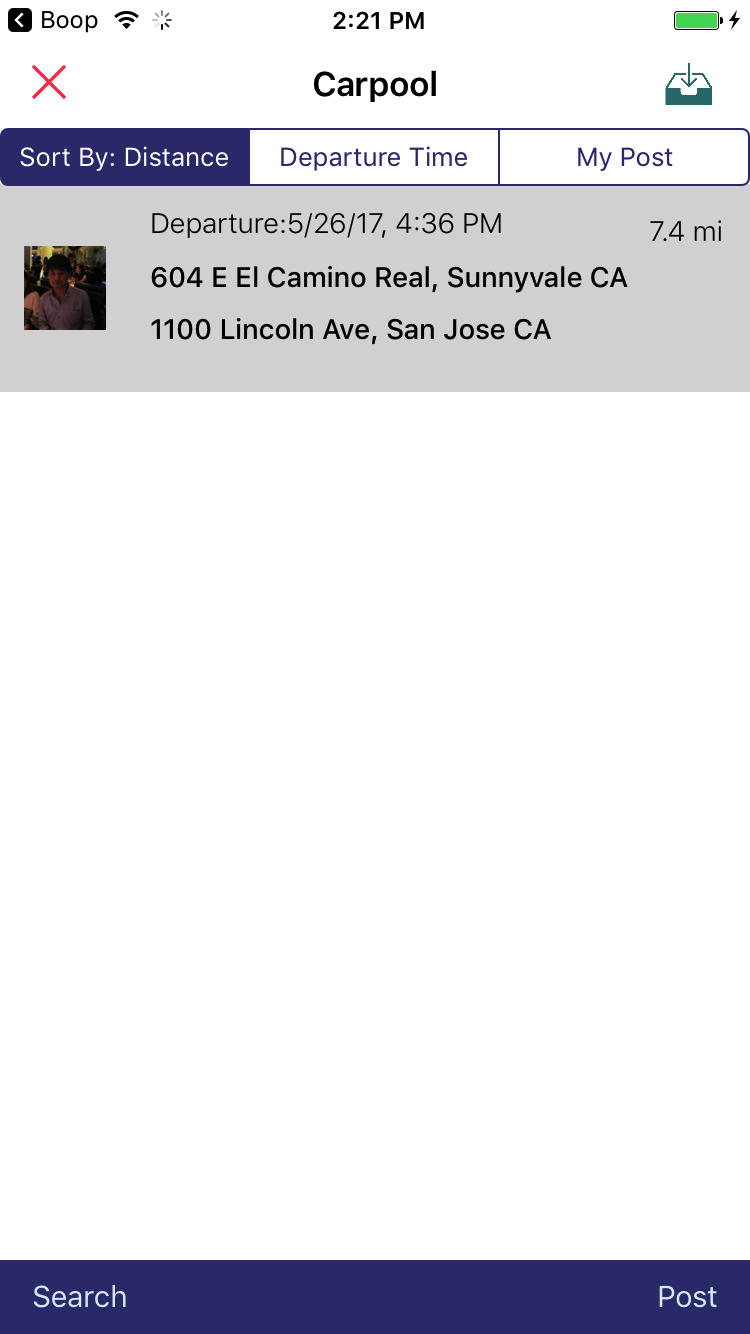 Boop 2:21 PM
Carpool
Sort By: Distance Departure Time My Post
Departure:5/26/17, 4:36 PM 7.4 mi
604 E El Camino Real, Sunnyvale CA
1100 Lincoln Ave, San Jose CA
Search Post